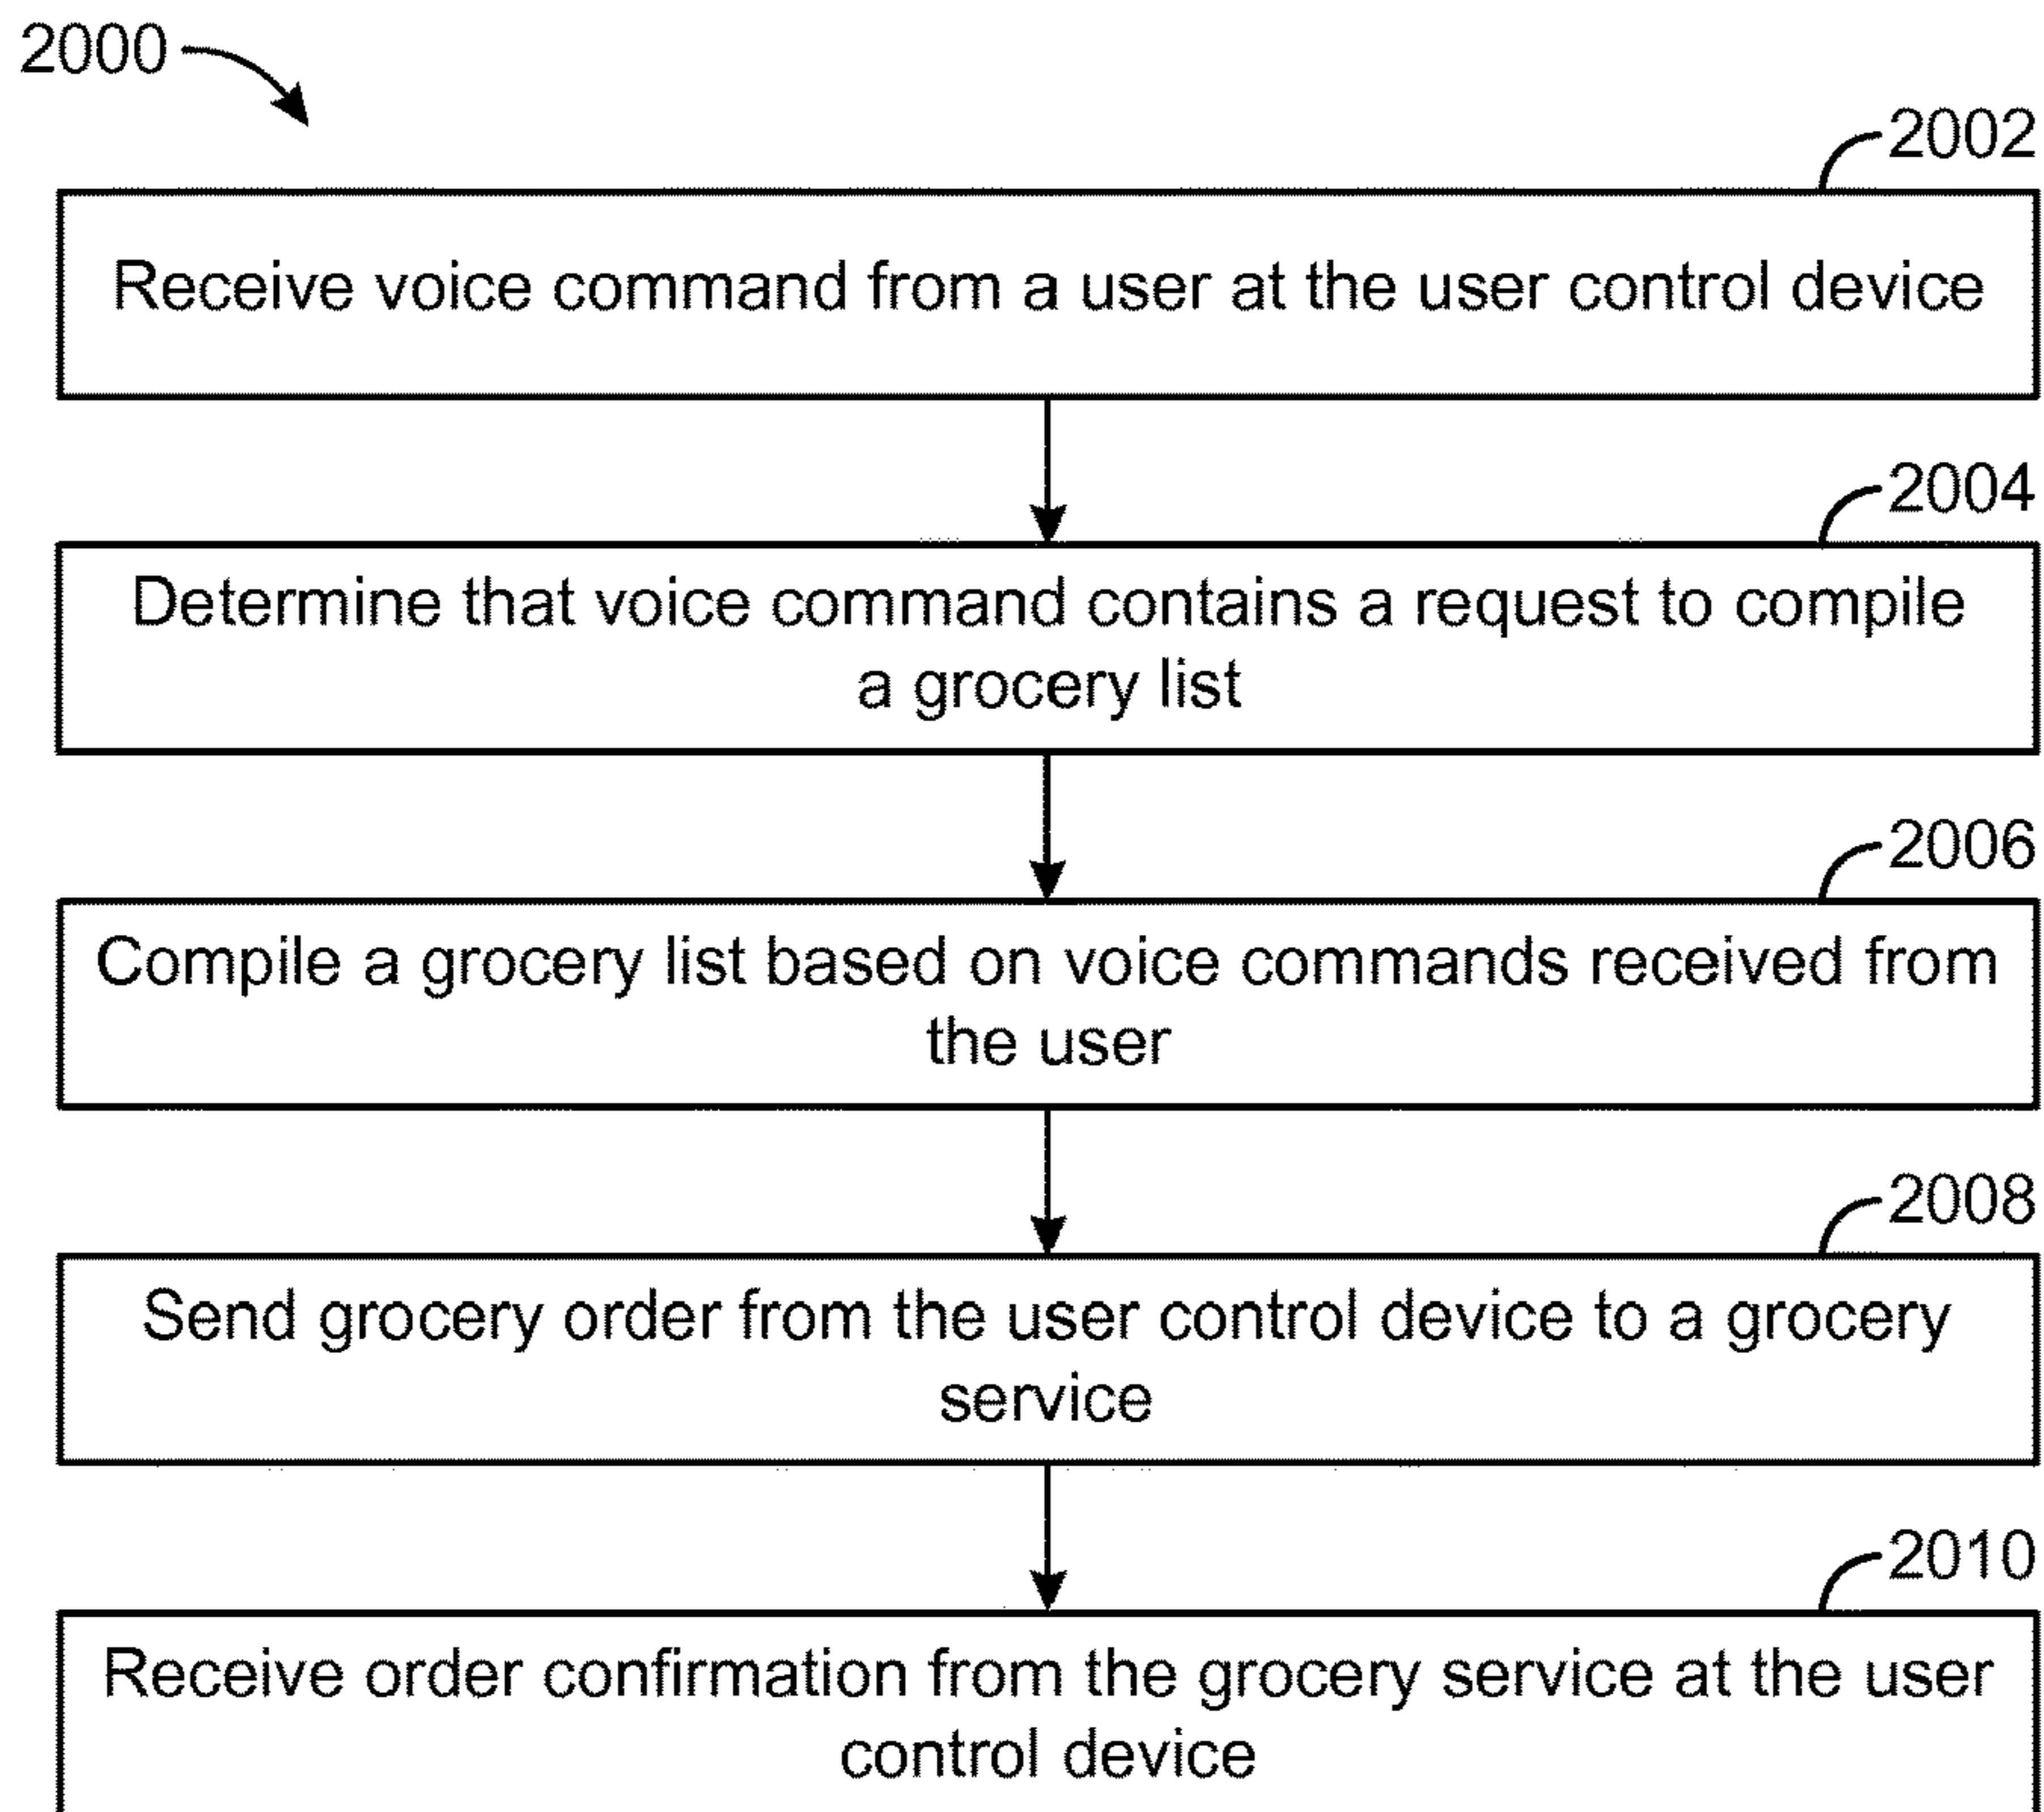 2000
2002
Receive voice command from a user at the user control device
2004
Determine that voice command contains a request to compile
a grocery list
2006
Compile a grocery list based on voice commands received from
the user
2008
Send grocery order from the user control device to a grocery
service
2010
Receive order confirmation from the grocery service at the user
control device